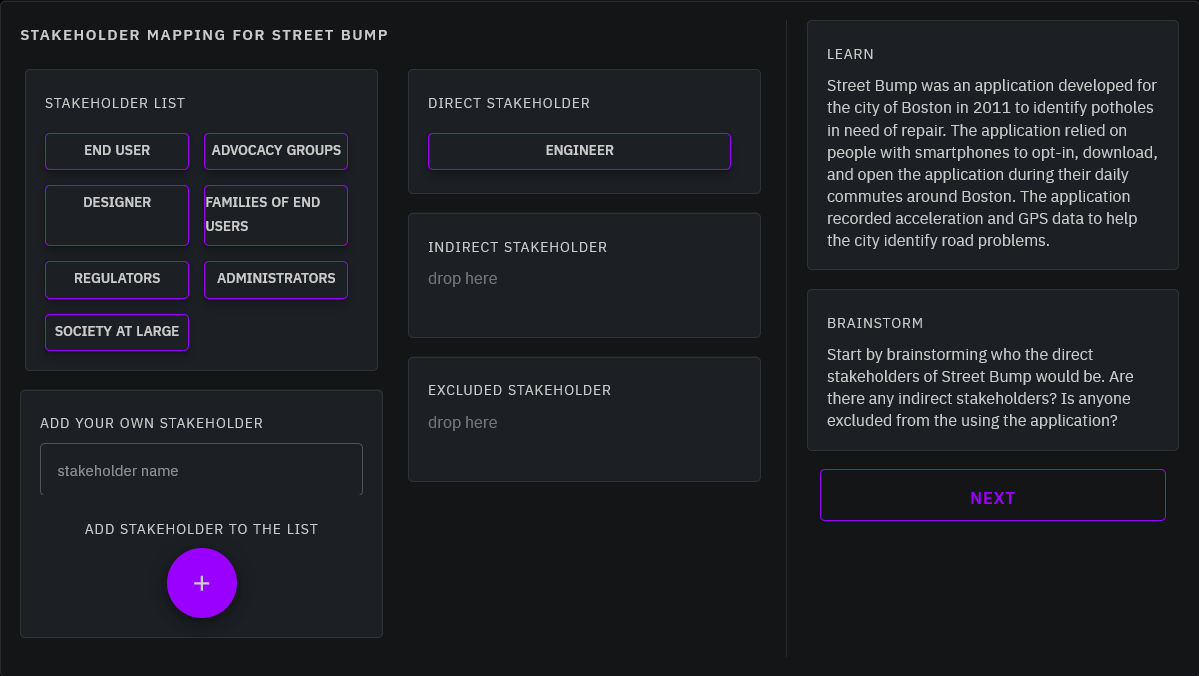 STAKEHOLDER MAPPING FOR STREET BUMP
STAKEHOLDER LIST
END USER
ADVOCACY GROUPS
DESIGNER
FAMILIES OF END
USERS
REGULATORS
ADMINISTRATORS
SOCIETY AT LARGE
ADD YOUR OWN STAKEHOLDER
stakeholder name
ADD STAKEHOLDER TO THE LIST
+
DIRECT STAKEHOLDER
ENGINEER
INDIRECT STAKEHOLDER
drop here
EXCLUDED STAKEHOLDER
drop here
LEARN
Street Bump was an application developed for
the city of Boston in 2011 to identify potholes
in need of repair. The application relied on
people with smartphones to opt-in, download,
and open the application during their daily
commutes around Boston. The application
recorded acceleration and GPS data to help
the city identify road problems.
BRAINSTORM
Start by brainstorming who the direct
stakeholders of Street Bump would be. Are
there any indirect stakeholders? Is anyone
excluded from the using the application?
NEXT